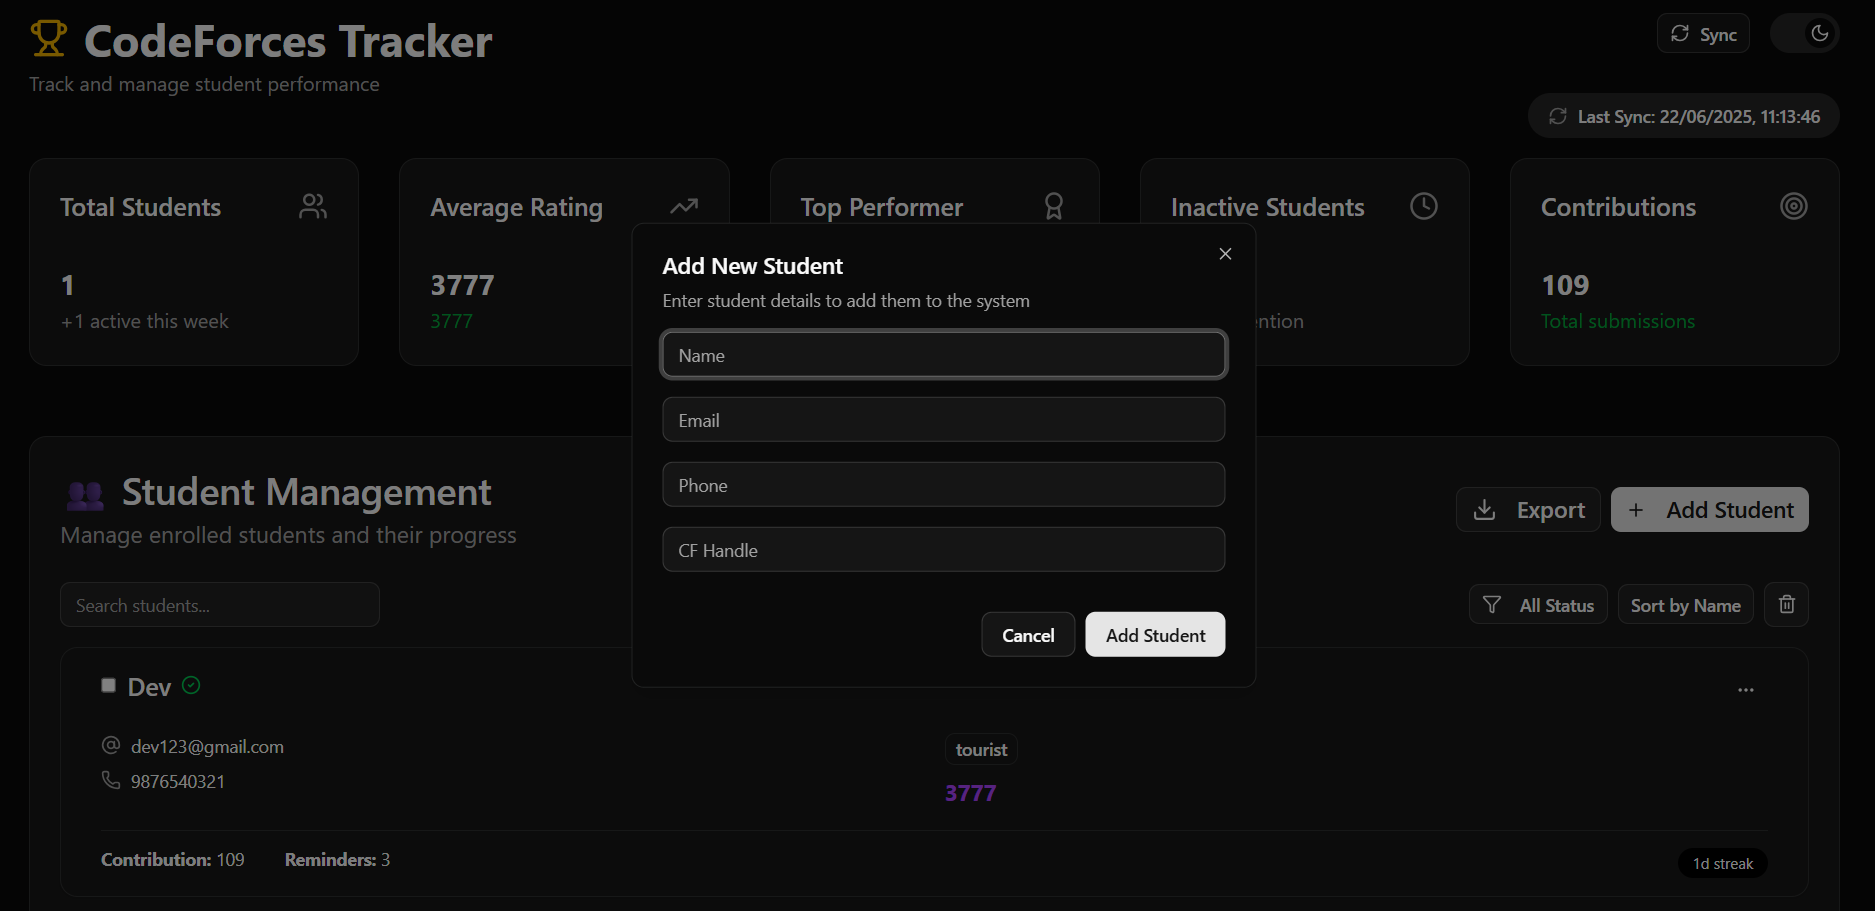 CodeForces Tracker
Track and manage student performance
Sync
Last Sync: 22/06/2025, 11:13:46
Total Students
1
+1 active this week
Average Rating
3777
3777
Top Performer
Inactive Students
Contributions
109
Total submissions
Add New Student
Enter student details to add them to the system
Name
Email
Phone
CF Handle
Cancel
Add Student
Student Management
Manage enrolled students and their progress
Export
+ Add Student
Search students...
All Status
Sort by Name
Dev
@ dev123@gmail.com
9876540321
tourist
3777
Contribution: 109
Reminders: 3
1d streak